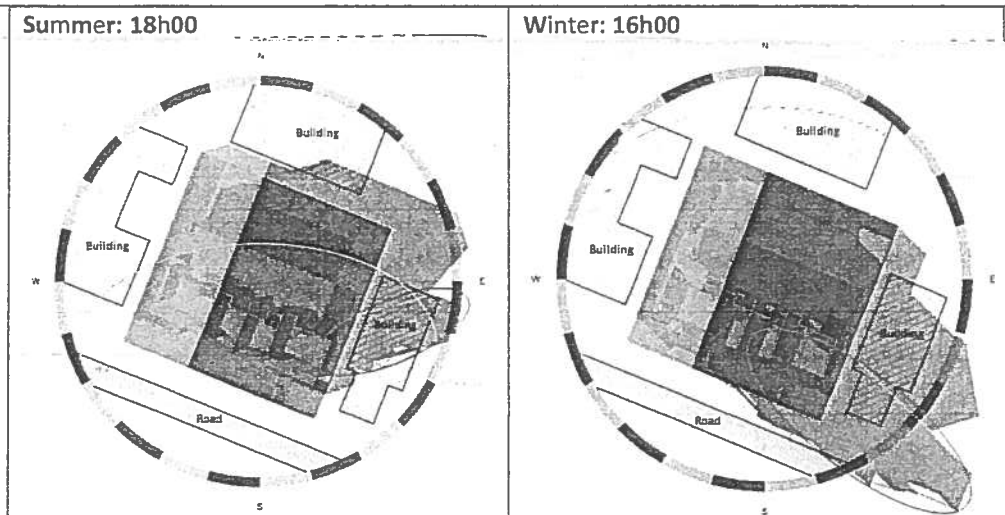 Summer: 18h00
N
Building
Building
W
E
Building
Road
S
Winter: 16h00
N
Building
Building
W
E
Building
Road
S